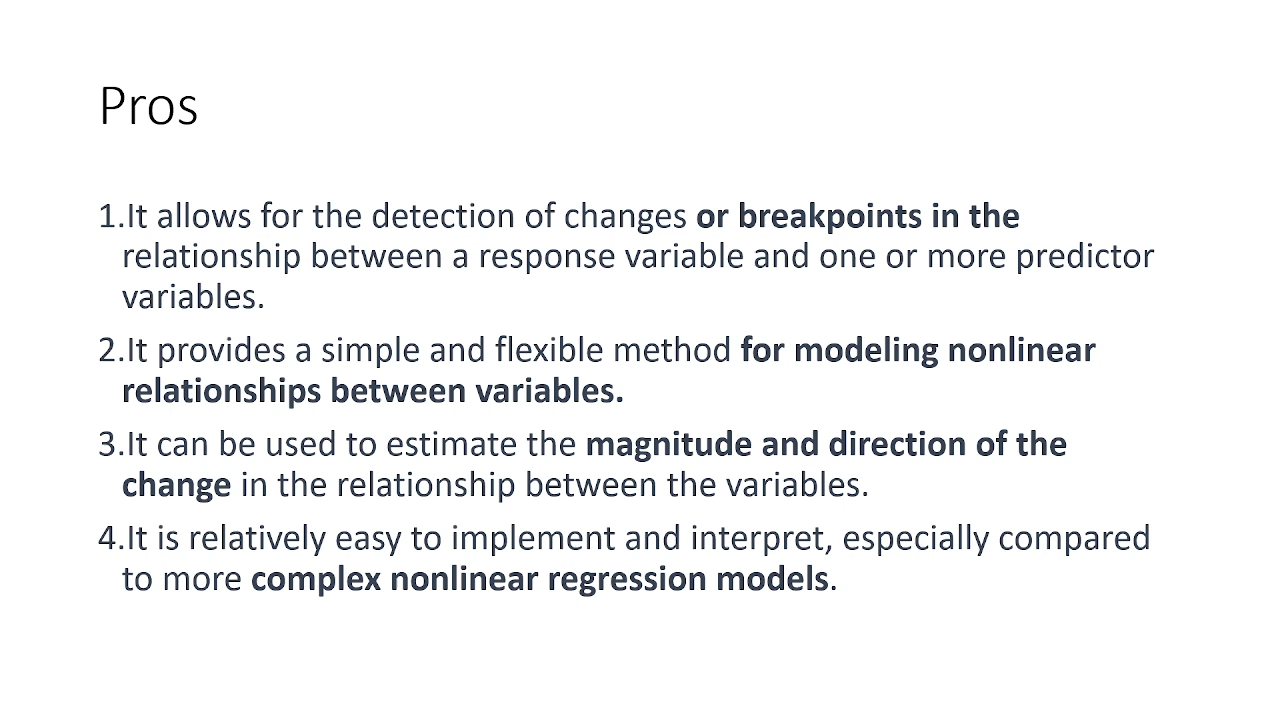 Pros
1.It allows for the detection of changes or breakpoints in the
relationship between a response variable and one or more predictor
variables.
2.It provides a simple and flexible method for modeling nonlinear
relationships between variables.
3.It can be used to estimate the magnitude and direction of the
change in the relationship between the variables.
4.It is relatively easy to implement and interpret, especially compared
to more complex nonlinear regression models.